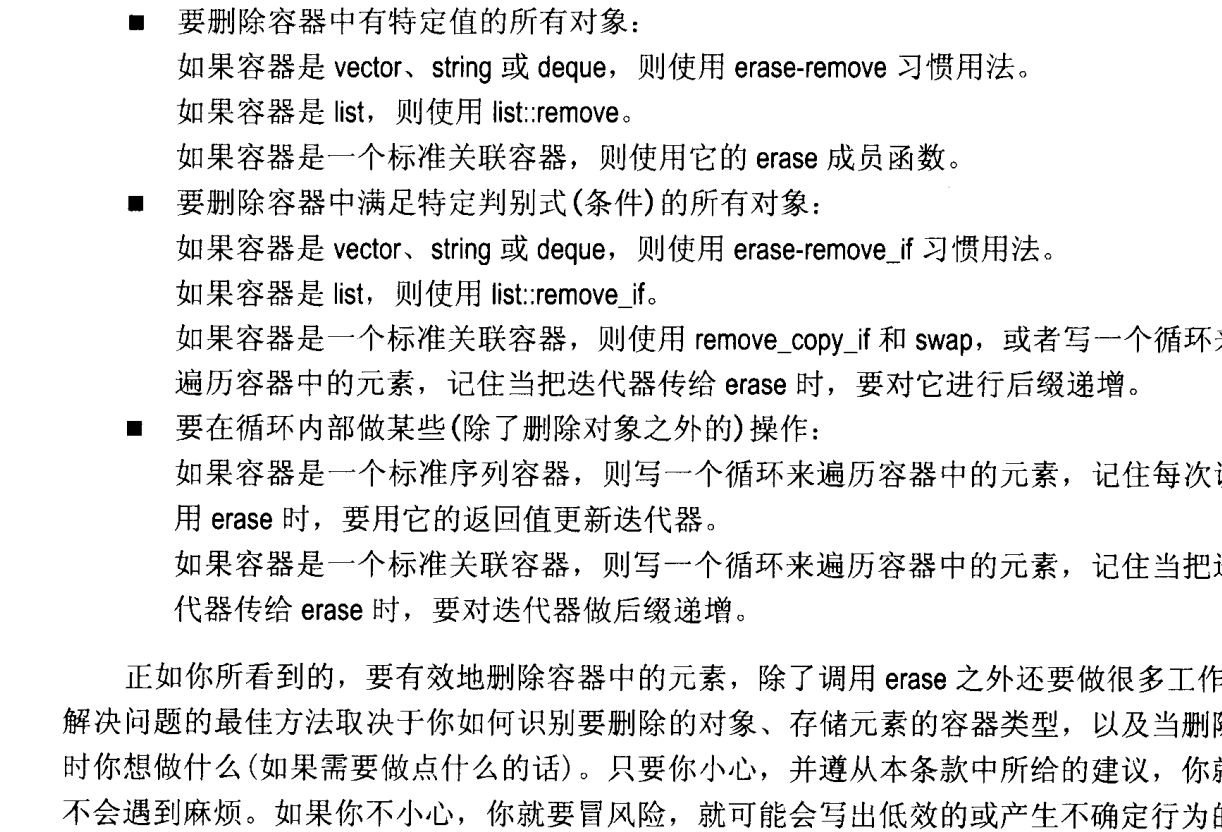 ■ 要删除容器中有特定值的所有对象：
如果容器是 vector、string 或 deque，则使用 erase-remove 习惯用法。
如果容器是 list，则使用 list::remove。
如果容器是一个标准关联容器，则使用它的 erase 成员函数。
■ 要删除容器中满足特定判别式(条件)的所有对象：
如果容器是 vector、string 或 deque，则使用 erase-remove_if 习惯用法。
如果容器是 list，则使用 list::remove_if。
如果容器是一个标准关联容器，则使用 remove_copy_if 和 swap，或者写一个循环
遍历容器中的元素，记住当把迭代器传给 erase 时，要对它进行后缀递增。
■ 要在循环内部做某些(除了删除对象之外的)操作：
如果容器是一个标准序列容器，则写一个循环来遍历容器中的元素，记住每次
用 erase 时，要用它的返回值更新迭代器。
如果容器是一个标准关联容器，则写一个循环来遍历容器中的元素，记住当把
代器传给 erase 时，要对迭代器做后缀递增。
正如你所看到的，要有效地删除容器中的元素，除了调用 erase 之外还要做很多工作
解决问题的最佳方法取决于你如何识别要删除的对象、存储元素的容器类型，以及当删
时你想做什么(如果需要做点什么的话)。只要你小心，并遵从本条款中所给的建议，你
不会遇到麻烦。如果你不小心，你就要冒风险，就可能会写出低效的或产生不确定行为